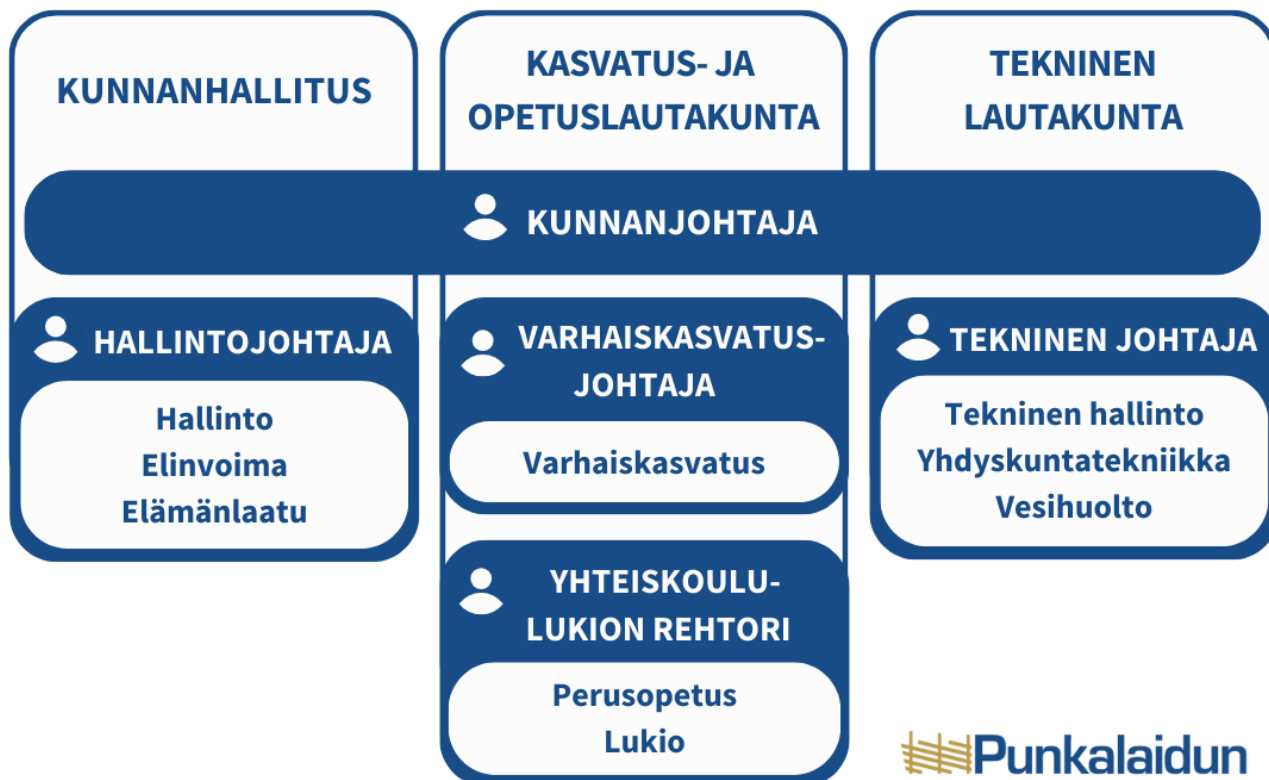 KUNNANHALLITUS
KASVATUS- JA
OPETUSLAUTAKUNTA
TEKNINEN
LAUTAKUNTA
KUNNANJOHTAJA
HALLINTOJOHTAJA
Hallinto
Elinvoima
Elämänlaatu
VARHAISKASVATUS-
JOHTAJA
Varhaiskasvatus
YHTEISKOULU-
LUKION REHTORI
Perusopetus
Lukio
TEKNINEN JOHTAJA
Tekninen hallinto
Yhdyskuntatekniikka
Vesihuolto
Punkalaidun